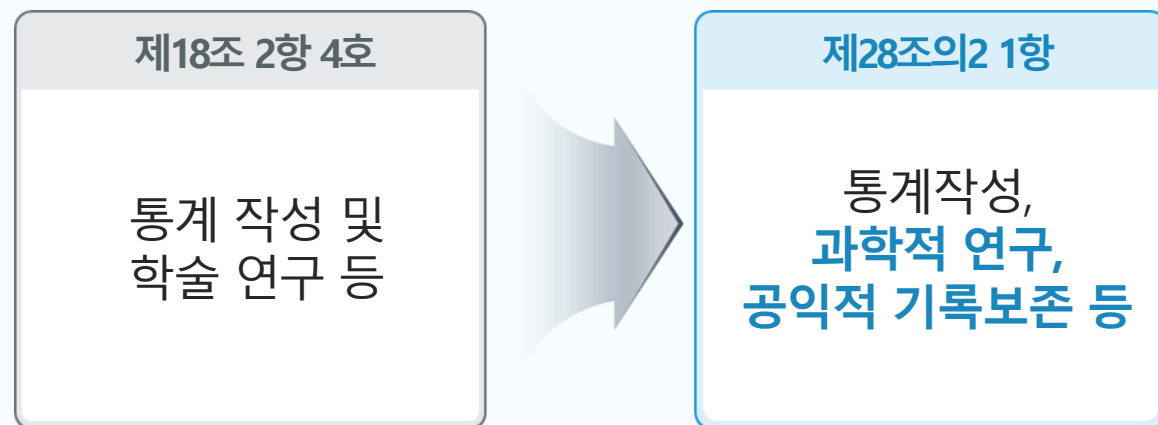 제18조 2항 4호
통계 작성 및
학술 연구 등
제28조의2 1항
통계작성,
과학적 연구,
공익적 기록보존 등